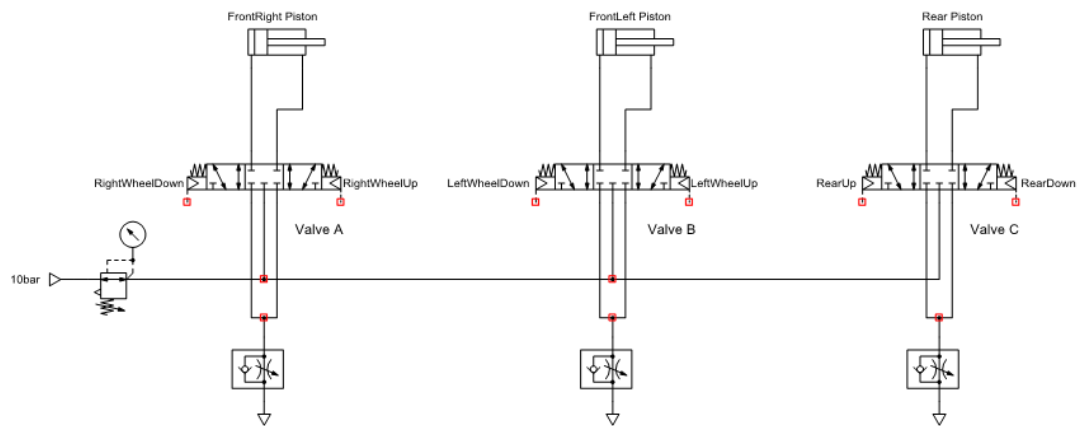 FrontRight Piston
FrontLeft Piston
Rear Piston
RightWheelDown
RightWheelUp
LeftWheelDown
LeftWheelUp
RearUp
RearDown
Valve A
Valve B
Valve C
10bar